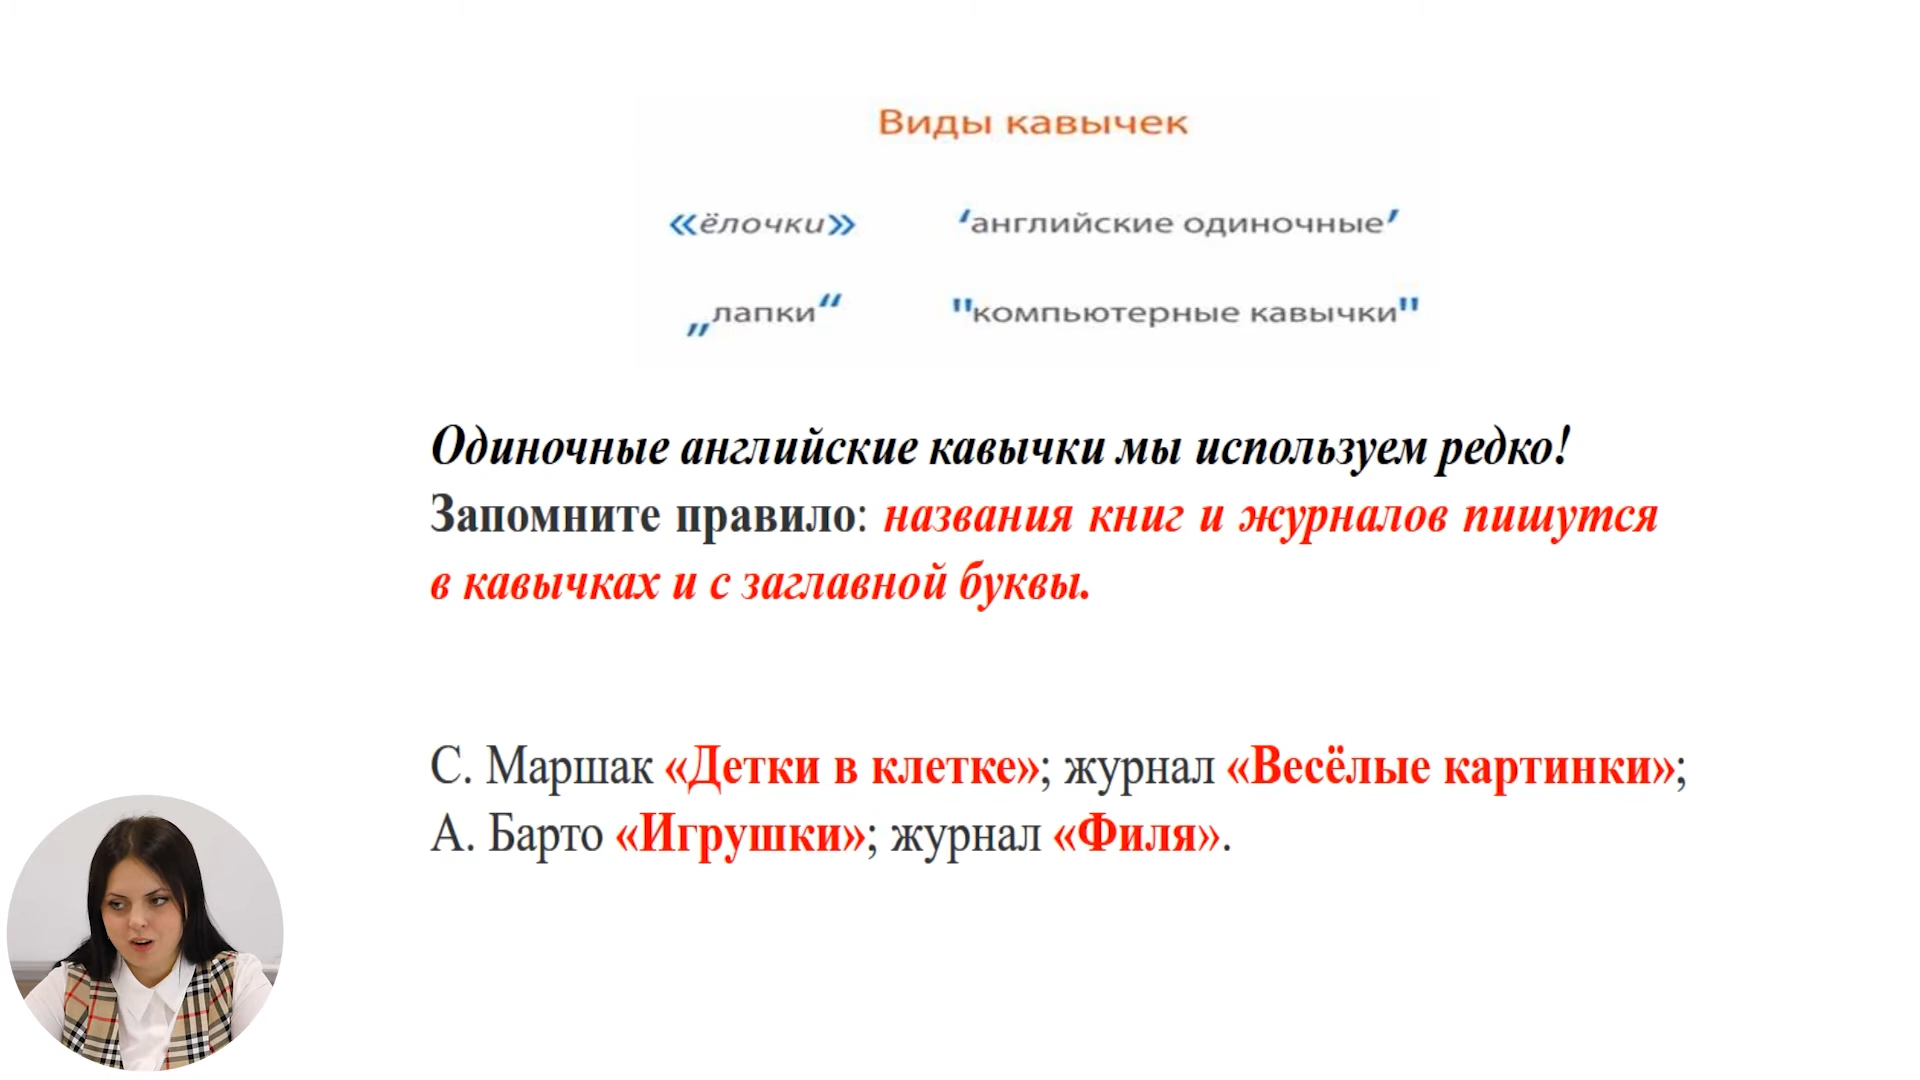 Виды кавычек
«ёлочки» ‘английские одиночные’
„лапки“ "компьютерные кавычки"
Одиночные английские кавычки мы используем редко!
Запомните правило: названия книг и журналов пишутся
в кавычках и с заглавной буквы.
С. Маршак «Детки в клетке»; журнал «Весёлые картинки»;
А. Барто «Игрушки»; журнал «Филя».